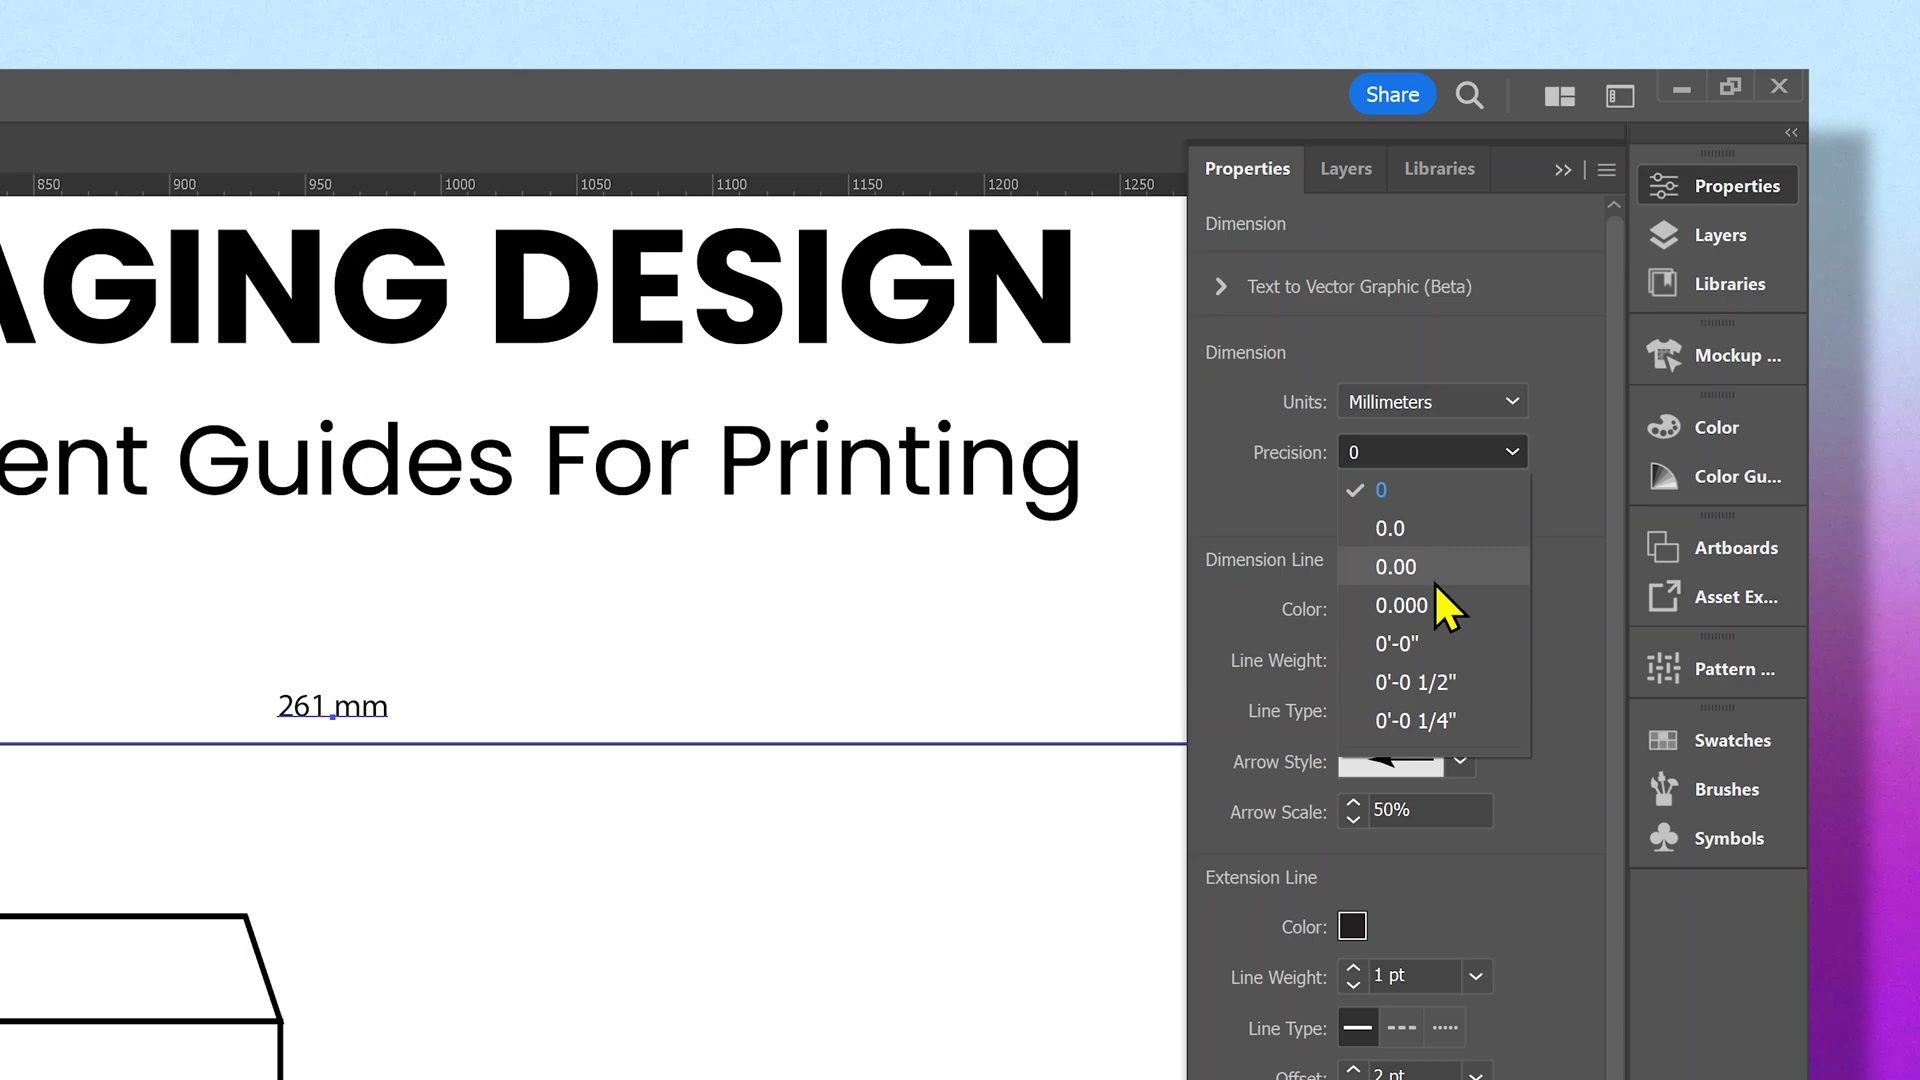 Share
850 900 950 1000 1050 1100 1150 1200 1250
AGING DESIGN
ent Guides For Printing
261 mm
Properties Layers Libraries
Dimension
Text to Vector Graphic (Beta)
Dimension
Units: Millimeters
Precision: 0
0
0.0
0.00
0.000
0'-0"
0'-0 1/2"
0'-0 1/4"
Dimension Line
Color:
Line Weight:
Line Type:
Arrow Style:
Arrow Scale: 50%
Extension Line
Color:
Line Weight: 1 pt
Line Type:
Offset: 2 pt
Properties
Layers
Libraries
Mockup ...
Color
Color Gu...
Artboards
Asset Ex...
Pattern ...
Swatches
Brushes
Symbols